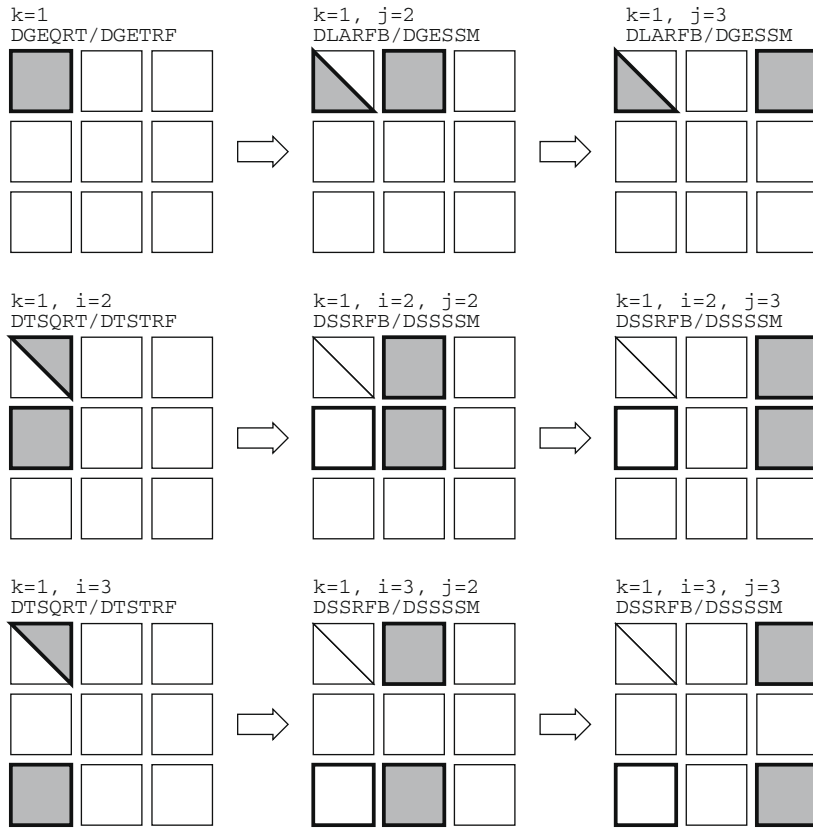 k=1
DGEQRT/DGETRF
k=1, j=2
DLARFB/DGESSM
k=1, j=3
DLARFB/DGESSM
k=1, i=2
DTSQRT/DTSTRF
k=1, i=2, j=2
DSSRFB/DSSSSM
k=1, i=2, j=3
DSSRFB/DSSSSM
k=1, i=3
DTSQRT/DTSTRF
k=1, i=3, j=2
DSSRFB/DSSSSM
k=1, i=3, j=3
DSSRFB/DSSSSM